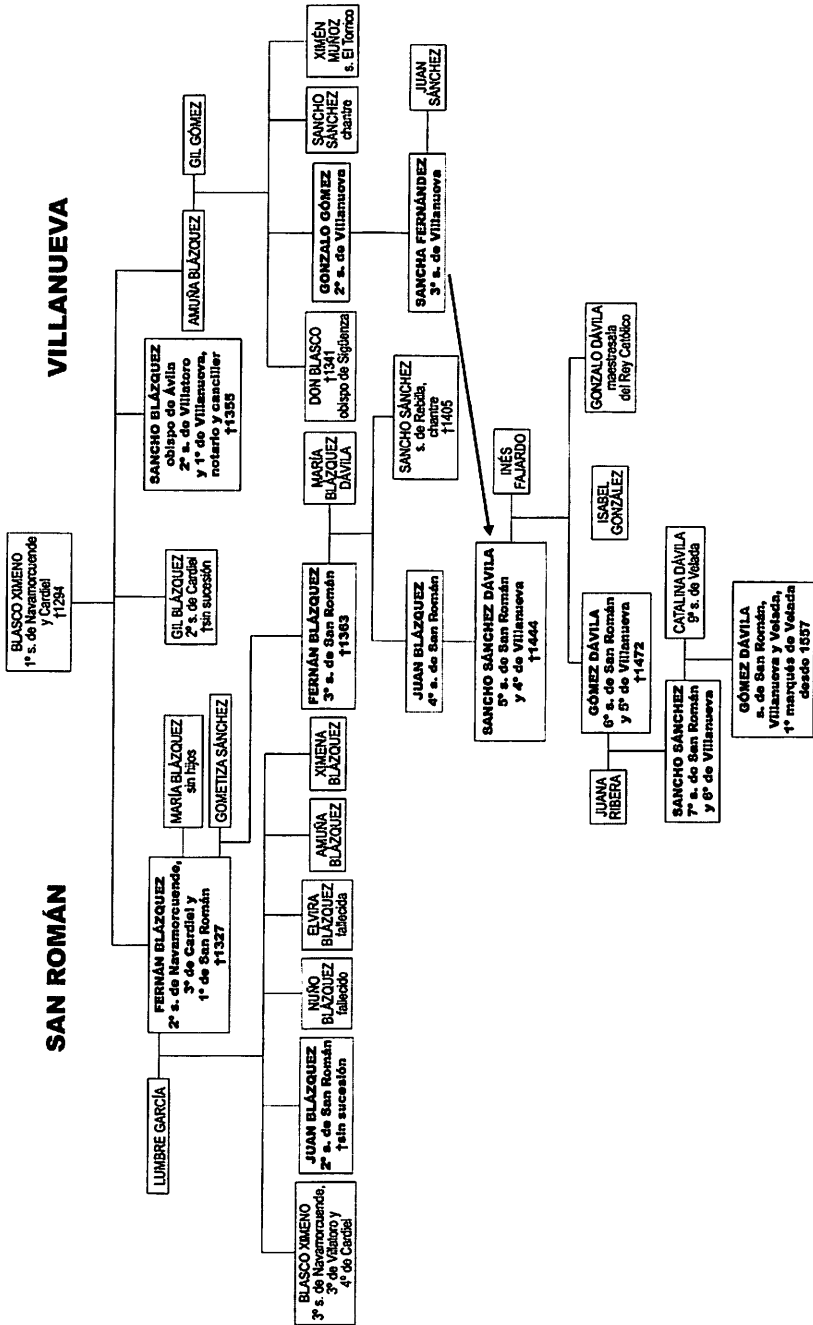 SAN ROMÁN
VILLANUEVA
BLASCO XIMENO
1º s. de Navamorcuende
y Cardiel
†1294
LUMBRE GARCÍA
FERNÁN BLÁZQUEZ
2º s. de Navamorcuende,
3º de Cardiel y
1º de San Román
†1327
MARÍA BLÁZQUEZ
sin hijos
GOMETIZA SÁNCHEZ
GIL BLÁZQUEZ
2º s. de Cardiel
†sin sucesión
SANCHO BLÁZQUEZ
obispo de Ávila
2º s. de Villatoro
y 1º de Villanueva,
notario y canciller
†1355
AMUÑA BLÁZQUEZ
GIL GÓMEZ
BLASCO XIMENO
3º s. de Navamorcuende,
3º de Villatoro y
4º de Cardiel
JUAN BLÁZQUEZ
2º s. de San Román
†sin sucesión
NUÑO
BLÁZQUEZ
fallecido
ELVIRA
BLÁZQUEZ
fallecida
AMUÑA
BLÁZQUEZ
XIMENA
BLÁZQUEZ
FERNÁN BLÁZQUEZ
3º s. de San Román
†1363
MARÍA
BLÁZQUEZ
DÁVILA
DON BLASCO
†1341
obispo de Sigüenza
GONZALO GÓMEZ
2º s. de Villanueva
SANCHO
SÁNCHEZ
chantre
XIMÉN
MUÑOZ
s. El Torrico
JUAN BLÁZQUEZ
4º s. de San Román
SANCHO SÁNCHEZ
s. de Rebilla,
chantre
†1405
SANCHA FERNÁNDEZ
3º s. de Villanueva
JUAN
SÁNCHEZ
SANCHO SÁNCHEZ DÁVILA
5º s. de San Román
y 4º de Villanueva
†1444
INÉS
FAJARDO
JUANA
RIBERA
GÓMEZ DÁVILA
6º s. de San Román
y 5º de Villanueva
†1472
ISABEL
GONZÁLEZ
GONZALO DÁVILA
maestresala
del Rey Católico
SANCHO SÁNCHEZ
7º s. de San Román
y 6º de Villanueva
CATALINA DÁVILA
9º s. de Velada
GÓMEZ DÁVILA
s. de San Román,
Villanueva y Velada,
1º marqués de Velada
desde 1557